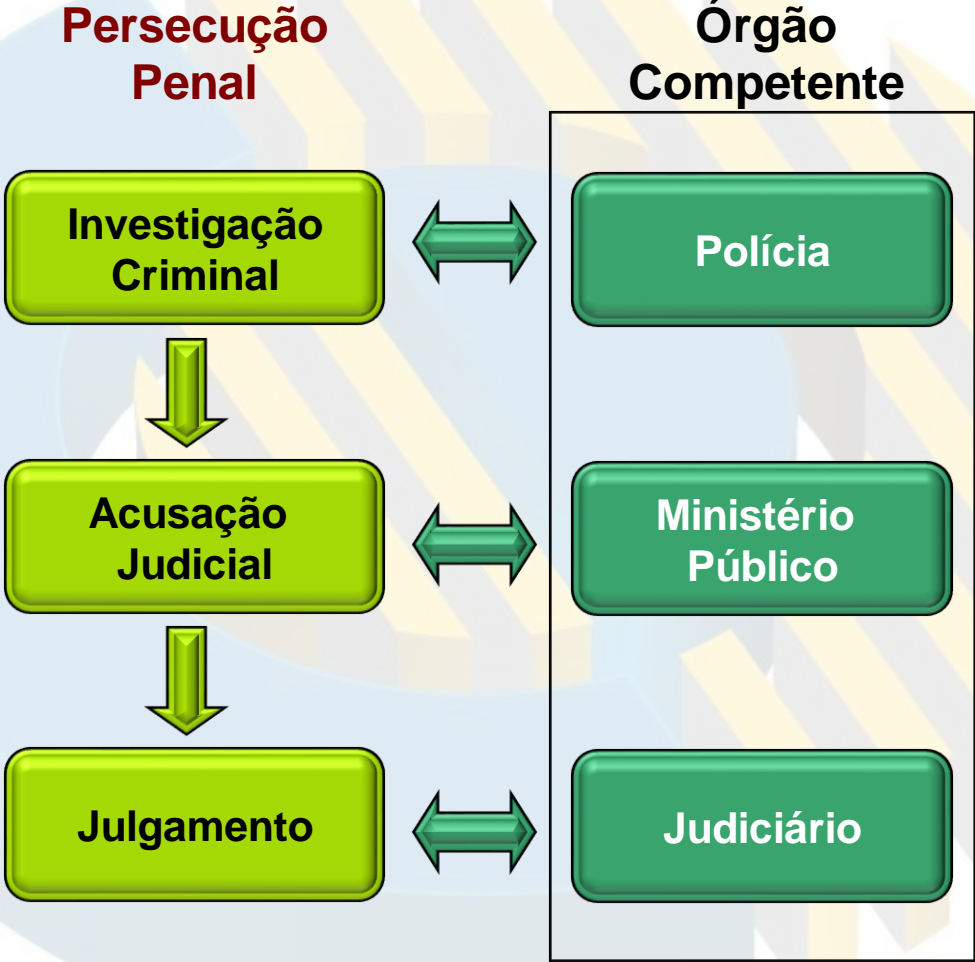 Persecução
Penal
Órgão
Competente
Investigação
Criminal
Polícia
Acusação
Judicial
Ministério
Público
Julgamento
Judiciário